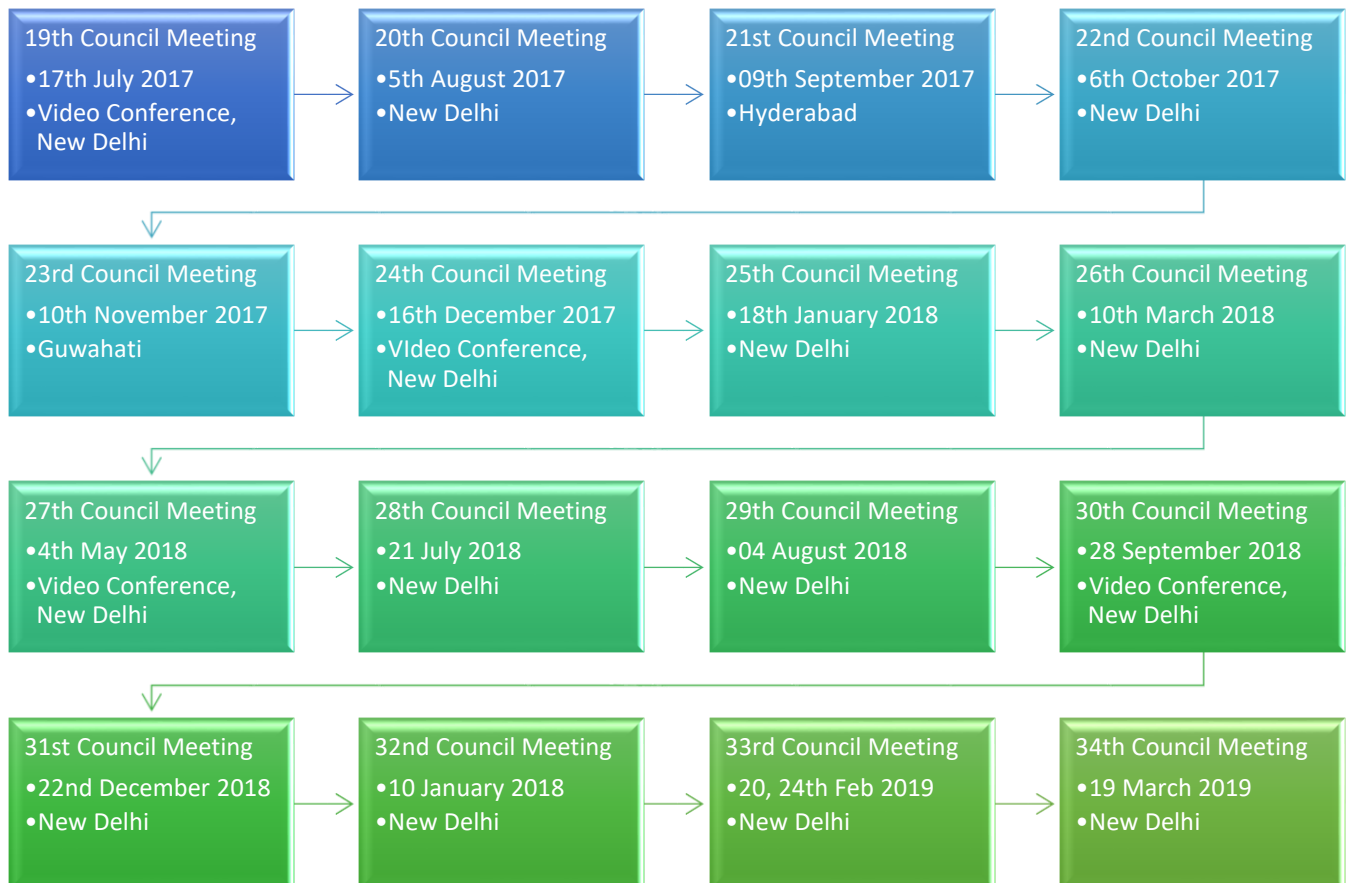 19th Council Meeting
•17th July 2017
•Video Conference,
New Delhi
20th Council Meeting
•5th August 2017
•New Delhi
21st Council Meeting
•09th September 2017
•Hyderabad
22nd Council Meeting
•6th October 2017
•New Delhi
23rd Council Meeting
•10th November 2017
•Guwahati
24th Council Meeting
•16th December 2017
•VIdeo Conference,
New Delhi
25th Council Meeting
•18th January 2018
•New Delhi
26th Council Meeting
•10th March 2018
•New Delhi
27th Council Meeting
•4th May 2018
•Video Conference,
New Delhi
28th Council Meeting
•21 July 2018
•New Delhi
29th Council Meeting
•04 August 2018
•New Delhi
30th Council Meeting
•28 September 2018
•Video Conference,
New Delhi
31st Council Meeting
•22nd December 2018
•New Delhi
32nd Council Meeting
•10 January 2018
•New Delhi
33rd Council Meeting
•20, 24th Feb 2019
•New Delhi
34th Council Meeting
•19 March 2019
•New Delhi